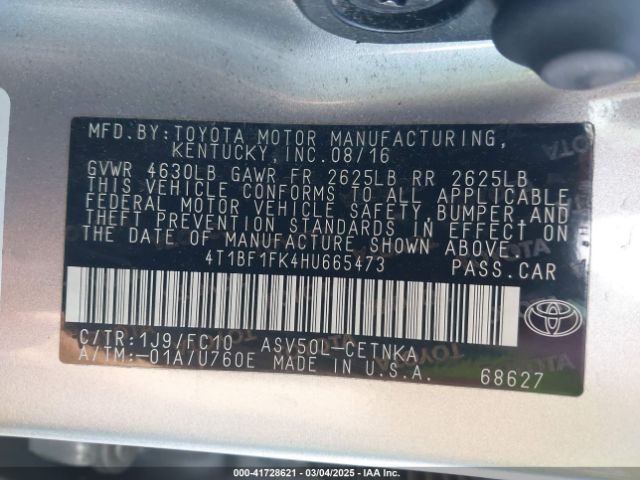 MFD.BY:TOYOTA MOTOR MANUFACTURING,
KENTUCKY,INC.08/16
GVWR 4630LB GAWR FR 2625LB RR 2625LB
THIS VEHICLE CONFORMS TO ALL APPLICABLE
FEDERAL MOTOR VEHICLE SAFETY,BUMPER,AND
THEFT PREVENTION STANDARDS IN EFFECT ON
THE DATE OF MANUFACTURE SHOWN ABOVE.
4T1BF1FK4HU665473 PASS.CAR
C/TR:1J9/FC10 ASV50L-CETNKA
A/TM:-01A/U760E MADE IN U.S.A.
68627
000-41728621 - 03/04/2025 - IAAI.COM